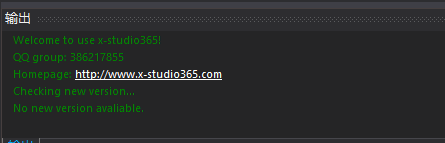 输出
Welcome to use x-studio365!
QQ group: 386217855
Homepage: http://www.x-studio365.com
Checking new version...
No new version avaliable.